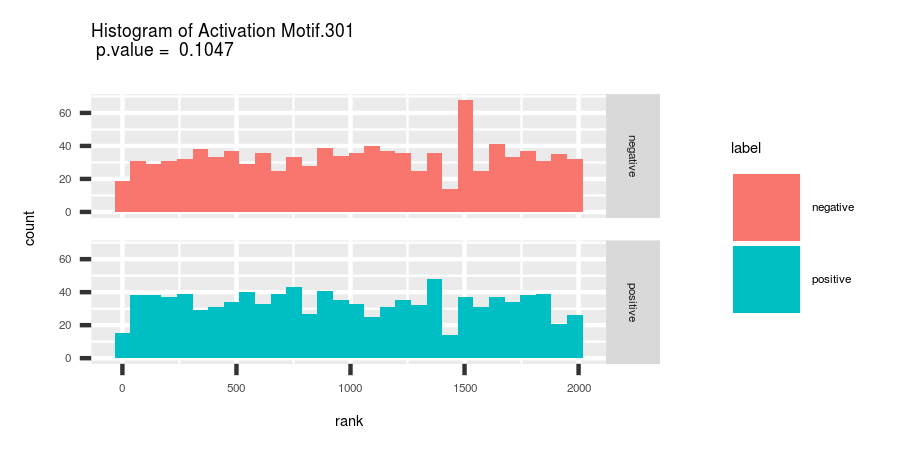 Histogram of Activation Motif.301
p.value = 0.1047
count
60
40
20
0
negative
60
40
20
0
positive
0 500 1000 1500 2000
rank
label
negative
positive